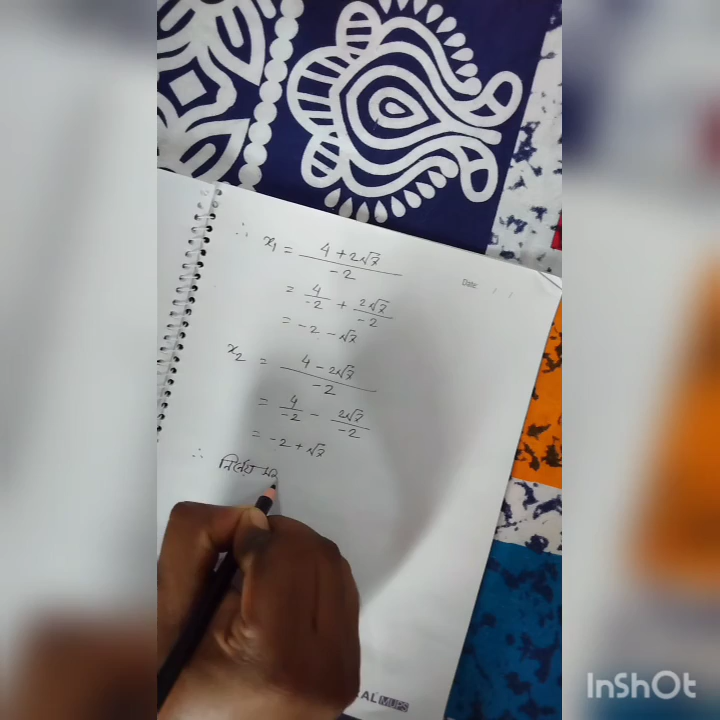 ∴ x₁ = (4 + 2√7) / -2
= 4/-2 + 2√7/-2
= -2 - √7
x₂ = (4 - 2√7) / -2
= 4/-2 - 2√7/-2
= -2 + √7
∴ নির্ণেয়
Date: / /
InShOt